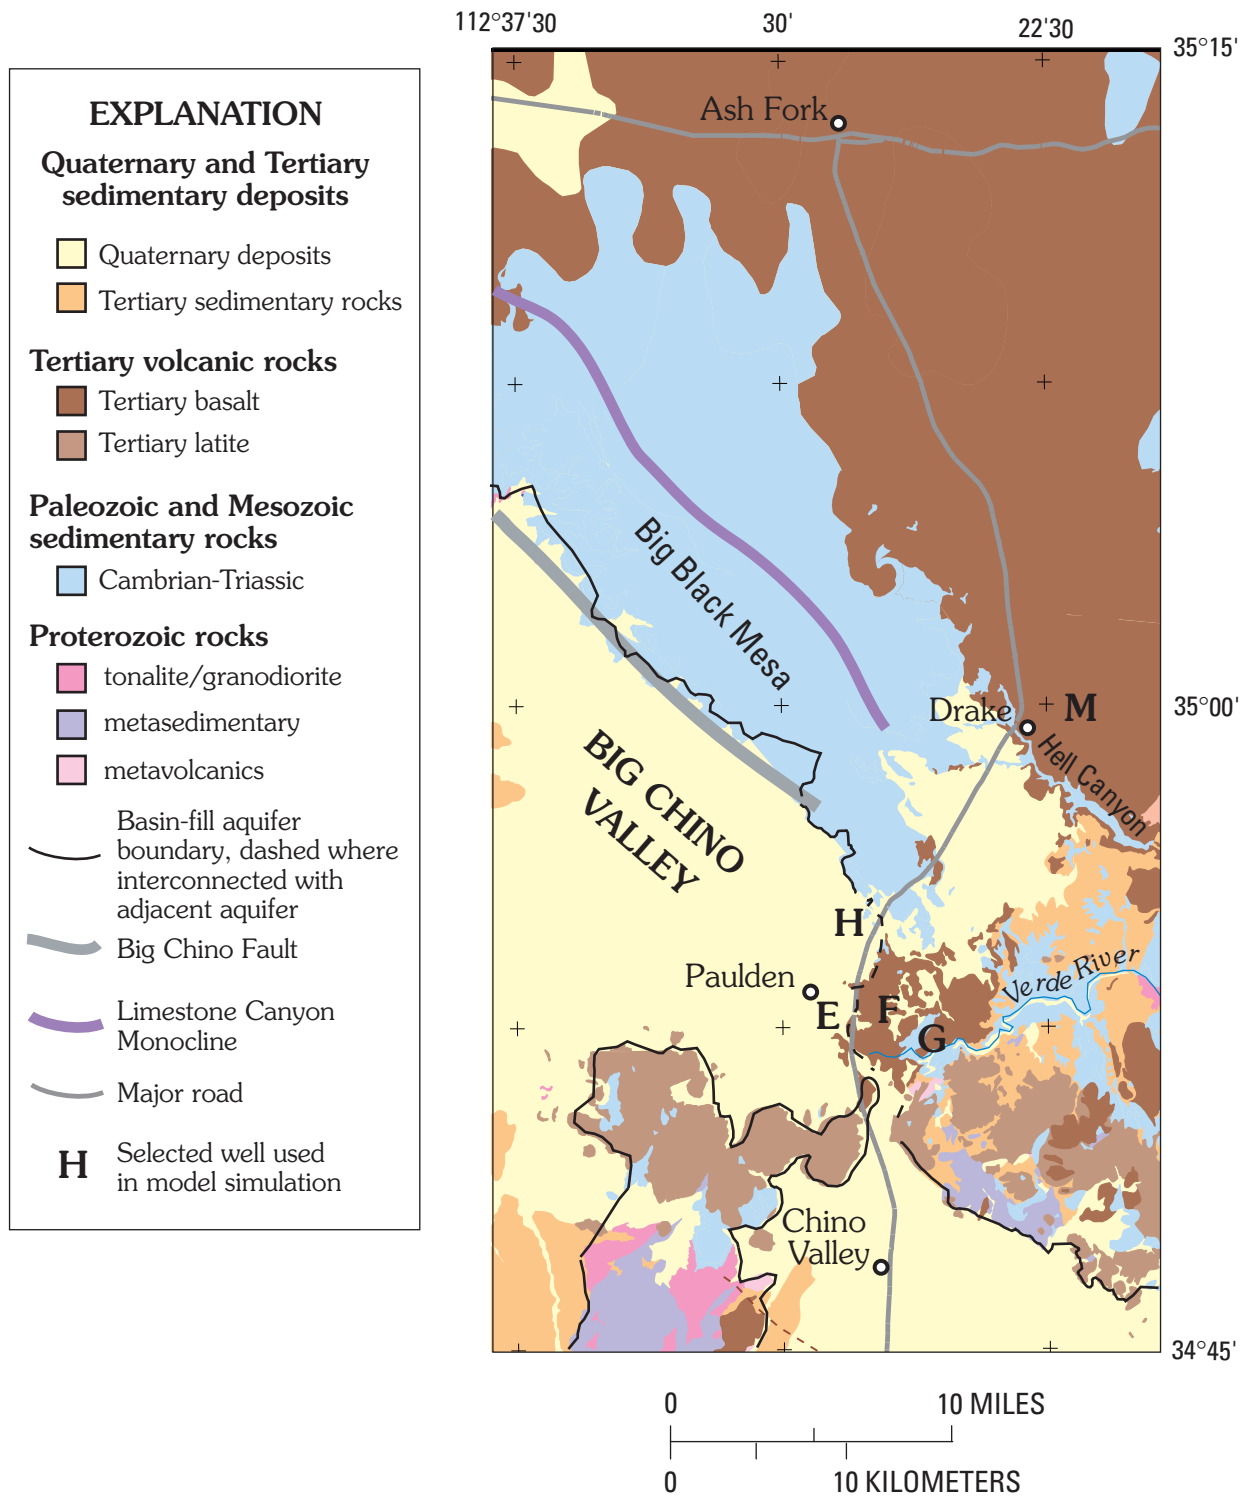 112°37'30
30'
22'30
35°15'
EXPLANATION
Quaternary and Tertiary
sedimentary deposits
Quaternary deposits
Tertiary sedimentary rocks
Tertiary volcanic rocks
Tertiary basalt
Tertiary latite
Paleozoic and Mesozoic
sedimentary rocks
Cambrian-Triassic
Proterozoic rocks
tonalite/granodiorite
metasedimentary
metavolcanics
Basin-fill aquifer
boundary, dashed where
interconnected with
adjacent aquifer
Big Chino Fault
Limestone Canyon
Monocline
Major road
H
Selected well used
in model simulation
Ash Fork
Big Black Mesa
Drake
M
35°00'
Hell Canyon
BIG CHINO
VALLEY
H
Paulden
E
F
G
Verde River
Chino
Valley
34°45'
0
10 MILES
0
10 KILOMETERS